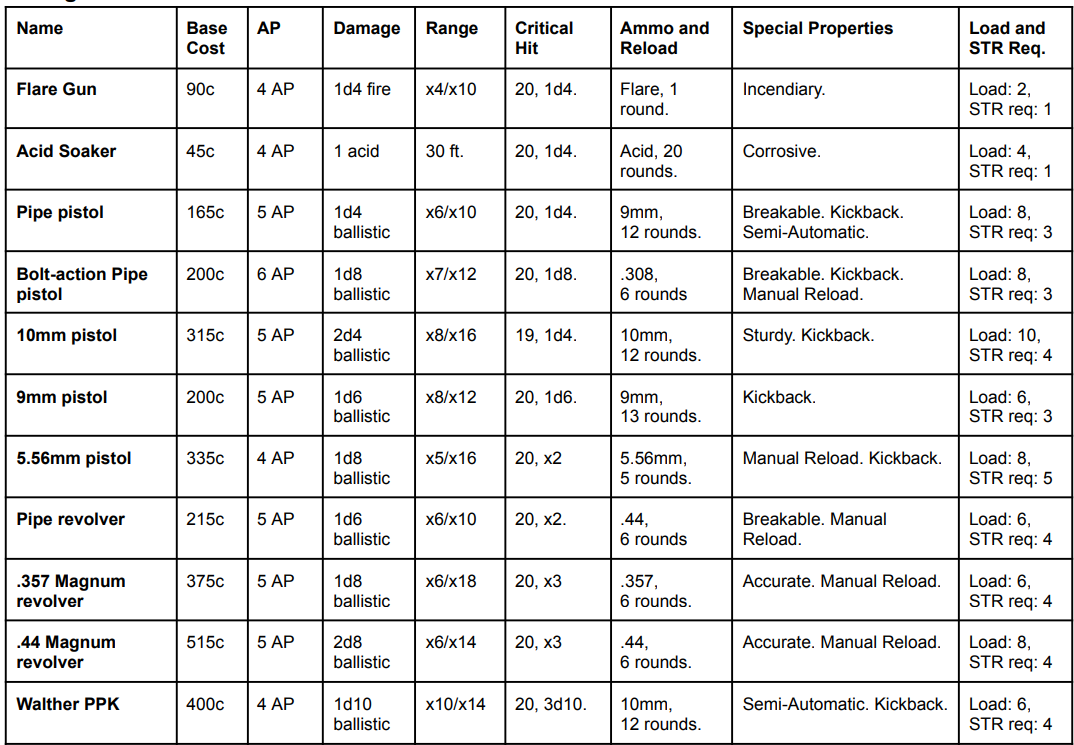 Name Base Cost AP Damage Range Critical Hit Ammo and Reload Special Properties Load and STR Req.
Flare Gun 90c 4 AP 1d4 fire x4/x10 20, 1d4. Flare, 1 round. Incendiary. Load: 2, STR req: 1
Acid Soaker 45c 4 AP 1 acid 30 ft. 20, 1d4. Acid, 20 rounds. Corrosive. Load: 4, STR req: 1
Pipe pistol 165c 5 AP 1d4 ballistic x6/x10 20, 1d4. 9mm, 12 rounds. Breakable. Kickback. Semi-Automatic. Load: 8, STR req: 3
Bolt-action Pipe pistol 200c 6 AP 1d8 ballistic x7/x12 20, 1d8. .308, 6 rounds Breakable. Kickback. Manual Reload. Load: 8, STR req: 3
10mm pistol 315c 5 AP 2d4 ballistic x8/x16 19, 1d4. 10mm, 12 rounds. Sturdy. Kickback. Load: 10, STR req: 4
9mm pistol 200c 5 AP 1d6 ballistic x8/x12 20, 1d6. 9mm, 13 rounds. Kickback. Load: 6, STR req: 3
5.56mm pistol 335c 4 AP 1d8 ballistic x5/x16 20, x2 5.56mm, 5 rounds. Manual Reload. Kickback. Load: 8, STR req: 5
Pipe revolver 215c 5 AP 1d6 ballistic x6/x10 20, x2. .44, 6 rounds Breakable. Manual Reload. Load: 6, STR req: 4
.357 Magnum revolver 375c 5 AP 1d8 ballistic x6/x18 20, x3 .357, 6 rounds. Accurate. Manual Reload. Load: 6, STR req: 4
.44 Magnum revolver 515c 5 AP 2d8 ballistic x6/x14 20, x3 .44, 6 rounds. Accurate. Manual Reload. Load: 8, STR req: 4
Walther PPK 400c 4 AP 1d10 ballistic x10/x14 20, 3d10. 10mm, 12 rounds. Semi-Automatic. Kickback. Load: 6, STR req: 4